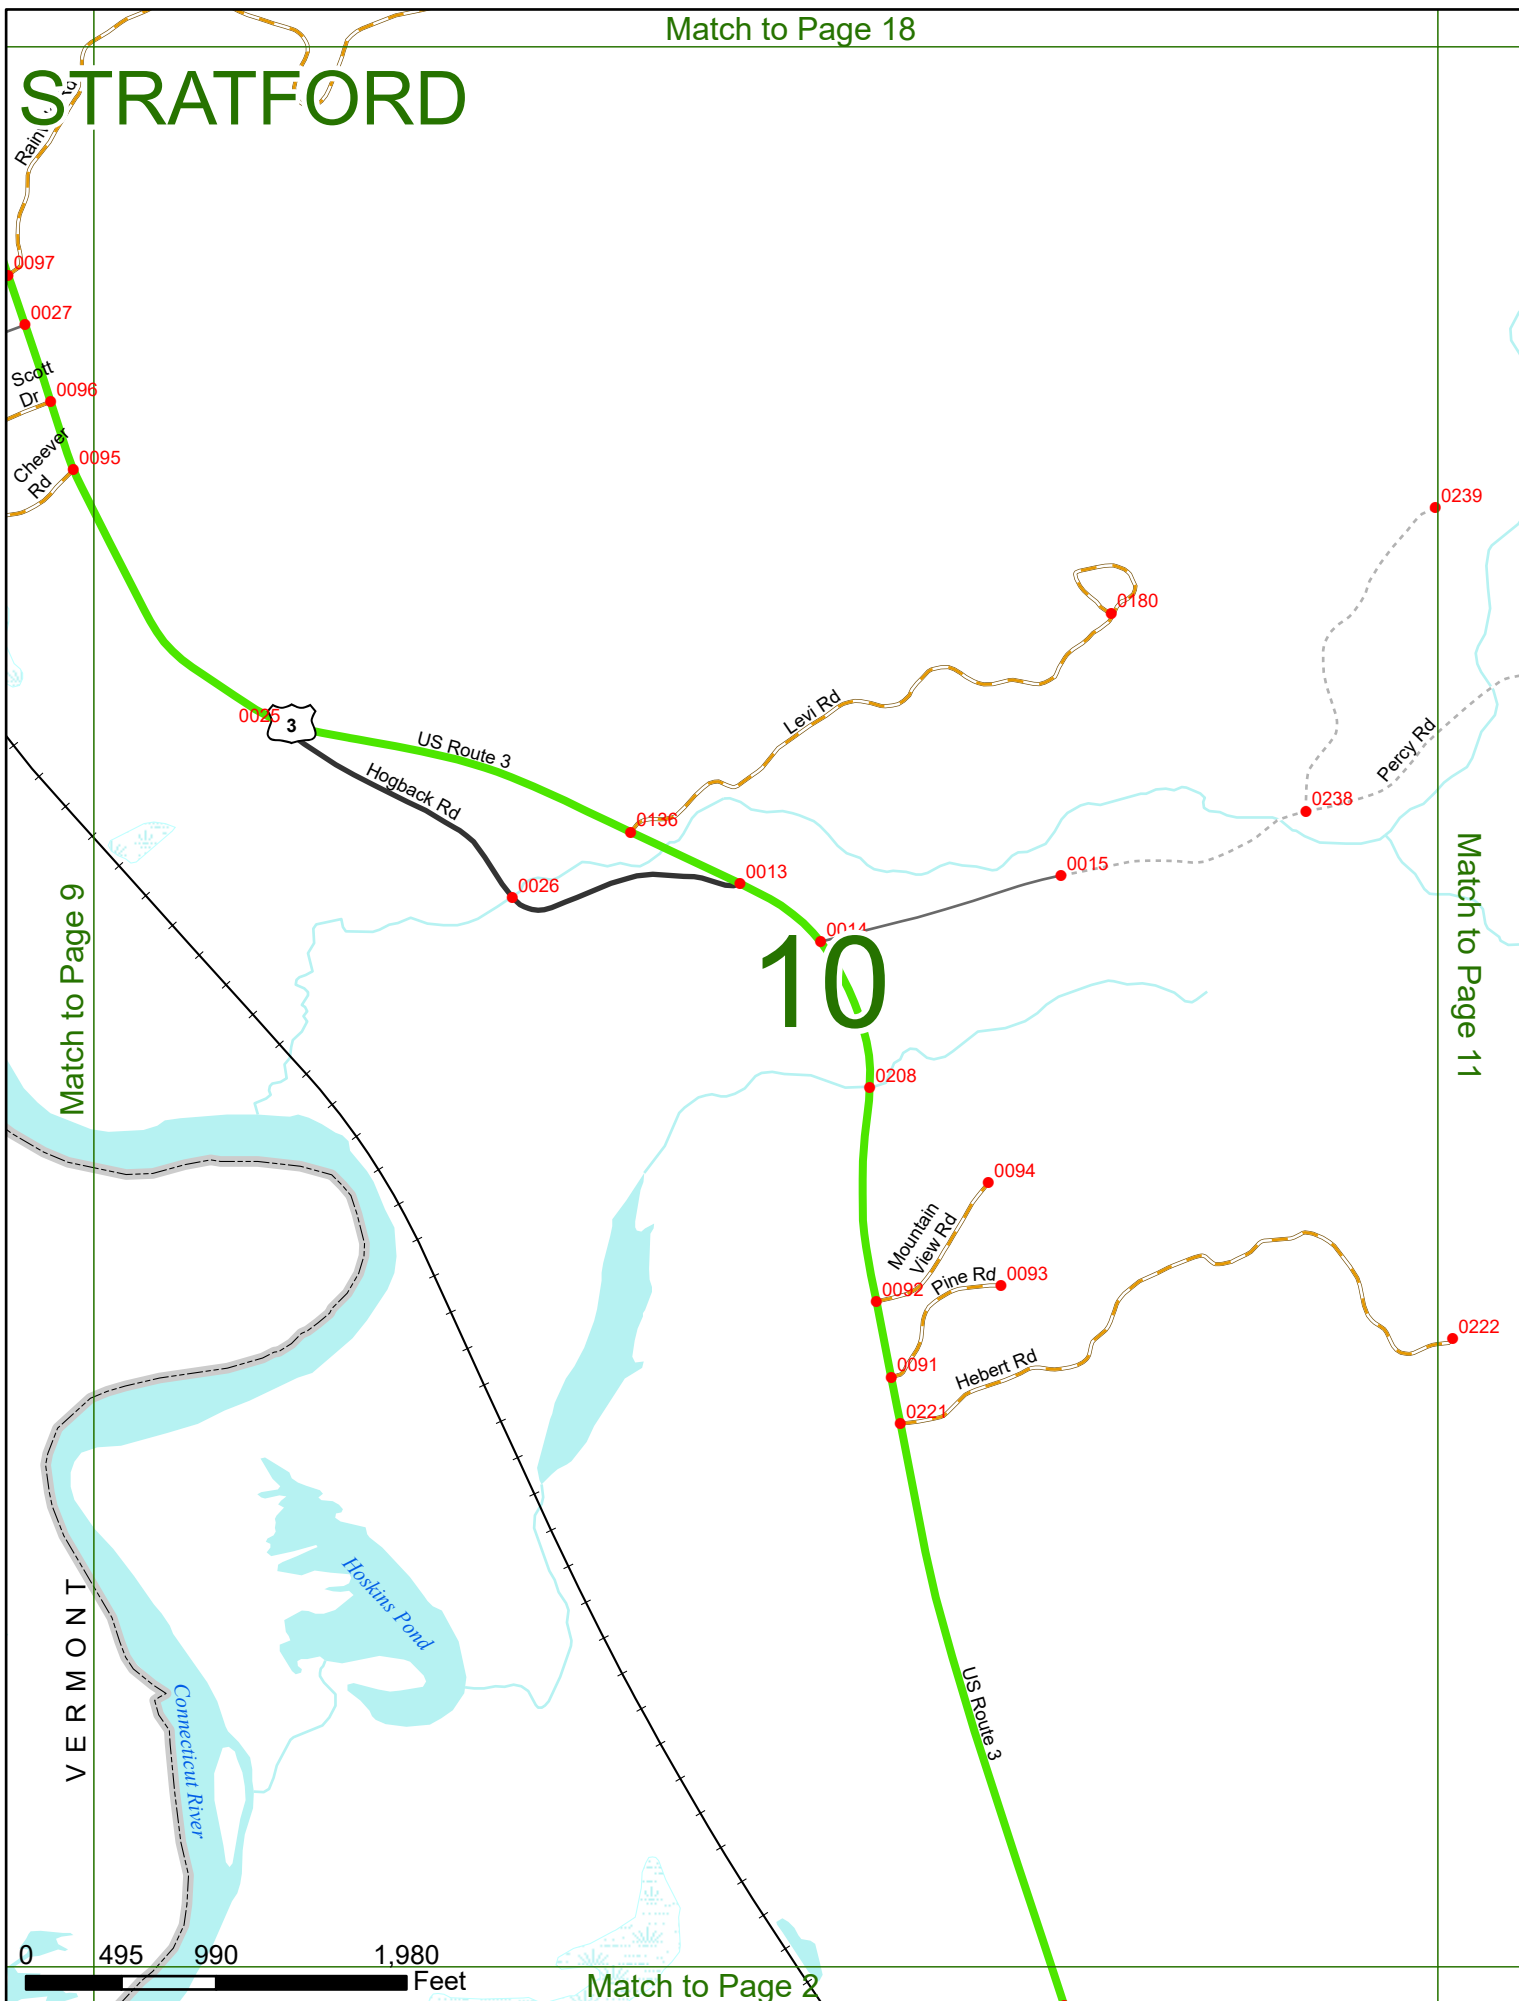 Match to Page 18
STRATFORD
0097
0027
Scott
Dr
0096
Cheever
Rd
0095
0239
0180
Levi Rd
0025
3
US Route 3
Hogback Rd
Percy Rd
0136
0238
0013
0015
0026
0014
10
Match to Page 9
Match to Page 11
0208
0094
Mountain
View Rd
0092
Pine Rd
0093
0222
0091
Hebert Rd
0221
Hoskins Pond
VERMONT
Connecticut River
US Route 3
0 495 990 1,980
Feet
Match to Page 2